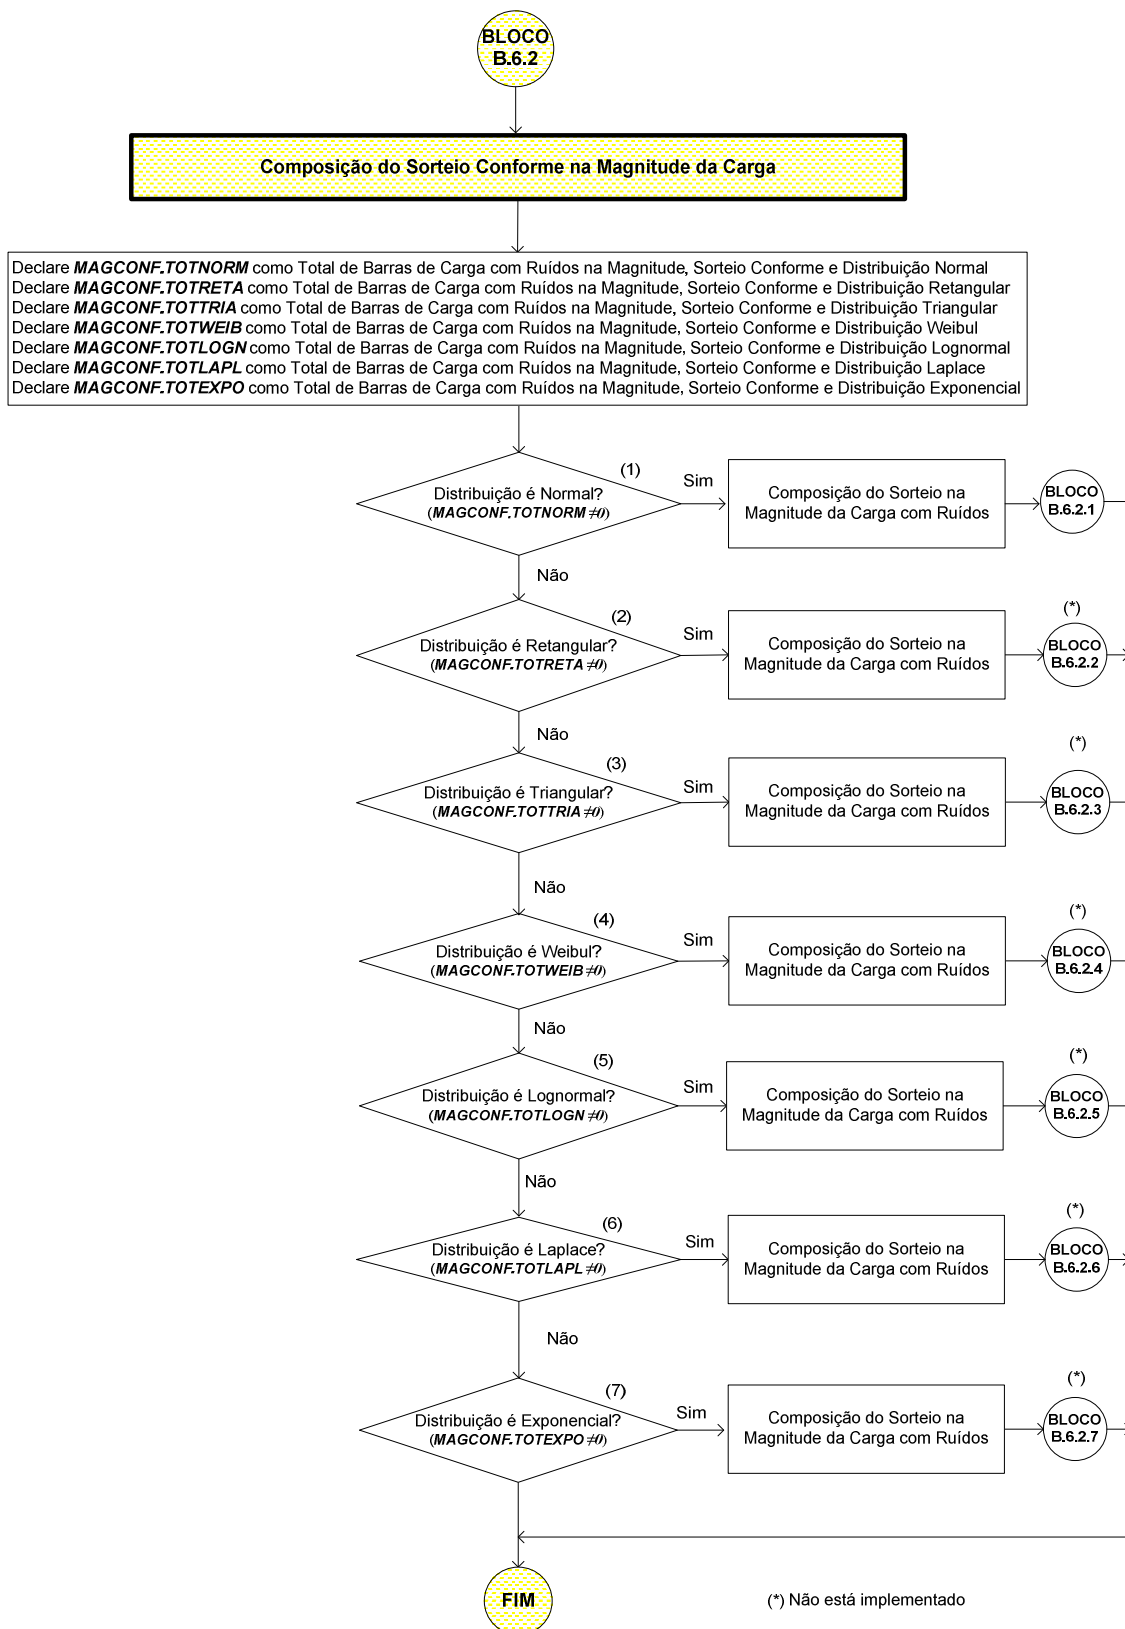 BLOCO
B.6.2
Composição do Sorteio Conforme na Magnitude da Carga
Declare MAGCONF.TOTNORM como Total de Barras de Carga com Ruídos na Magnitude, Sorteio Conforme e Distribuição Normal
Declare MAGCONF.TOTRETA como Total de Barras de Carga com Ruídos na Magnitude, Sorteio Conforme e Distribuição Retangular
Declare MAGCONF.TOTTRIA como Total de Barras de Carga com Ruídos na Magnitude, Sorteio Conforme e Distribuição Triangular
Declare MAGCONF.TOTWEIB como Total de Barras de Carga com Ruídos na Magnitude, Sorteio Conforme e Distribuição Weibul
Declare MAGCONF.TOTLOGN como Total de Barras de Carga com Ruídos na Magnitude, Sorteio Conforme e Distribuição Lognormal
Declare MAGCONF.TOTLAPL como Total de Barras de Carga com Ruídos na Magnitude, Sorteio Conforme e Distribuição Laplace
Declare MAGCONF.TOTEXPO como Total de Barras de Carga com Ruídos na Magnitude, Sorteio Conforme e Distribuição Exponencial
(1)
Distribuição é Normal?
(MAGCONF.TOTNORM ≠0)
Sim
Composição do Sorteio na
Magnitude da Carga com Ruídos
BLOCO
B.6.2.1
Não
(2)
Distribuição é Retangular?
(MAGCONF.TOTRETA ≠0)
Sim
Composição do Sorteio na
Magnitude da Carga com Ruídos
(*)
BLOCO
B.6.2.2
Não
(3)
Distribuição é Triangular?
(MAGCONF.TOTTRIA ≠0)
Sim
Composição do Sorteio na
Magnitude da Carga com Ruídos
(*)
BLOCO
B.6.2.3
Não
(4)
Distribuição é Weibul?
(MAGCONF.TOTWEIB ≠0)
Sim
Composição do Sorteio na
Magnitude da Carga com Ruídos
(*)
BLOCO
B.6.2.4
Não
(5)
Distribuição é Lognormal?
(MAGCONF.TOTLOGN ≠0)
Sim
Composição do Sorteio na
Magnitude da Carga com Ruídos
(*)
BLOCO
B.6.2.5
Não
(6)
Distribuição é Laplace?
(MAGCONF.TOTLAPL ≠0)
Sim
Composição do Sorteio na
Magnitude da Carga com Ruídos
(*)
BLOCO
B.6.2.6
Não
(7)
Distribuição é Exponencial?
(MAGCONF.TOTEXPO ≠0)
Sim
Composição do Sorteio na
Magnitude da Carga com Ruídos
(*)
BLOCO
B.6.2.7
FIM
(*) Não está implementado